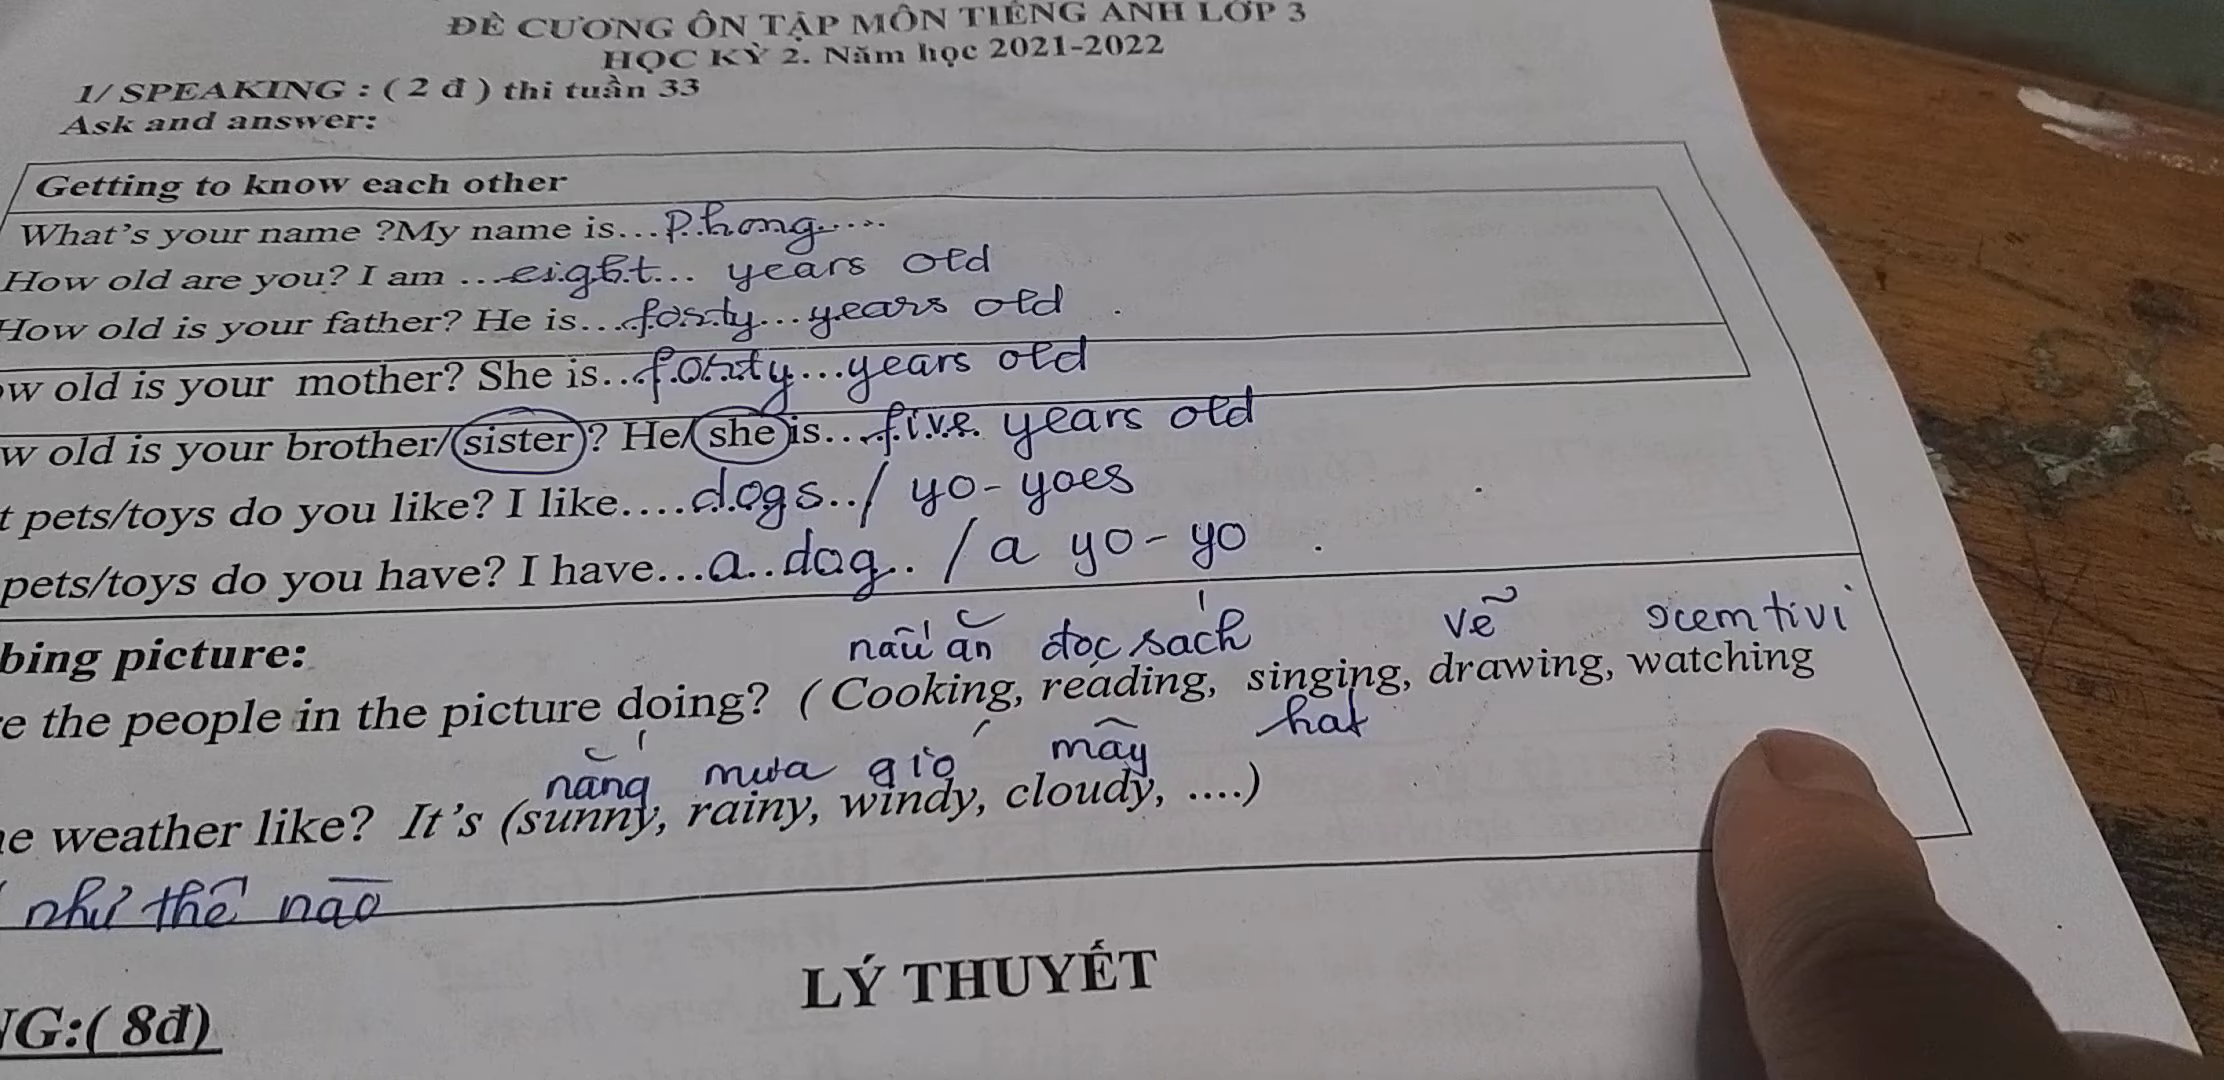 ĐỀ CƯƠNG ÔN TẬP MÔN TIẾNG ANH LỚP 3
HỌC KỲ 2. Năm học 2021-2022
1/ SPEAKING : ( 2 đ ) thi tuần 33
Ask and answer:
Getting to know each other
What's your name ?My name is...Phong....
How old are you? I am ...eight... years old
How old is your father? He is...forty...years old
ow old is your mother? She is...forty...years old
w old is your brother/sister)? He/she is...five years old
t pets/toys do you like? I like....dogs../ yo-yoes
pets/toys do you have? I have...a..dog.. / a yo-yo
nấu ăn đọc sách vẽ xem tivi
bing picture:
e the people in the picture doing? ( Cooking, reading, singing, drawing, watching
hát
nắng mưa gió mây
e weather like? It's (sunny, rainy, windy, cloudy, ....)
như thế nào
LÝ THUYẾT
NG:( 8đ)